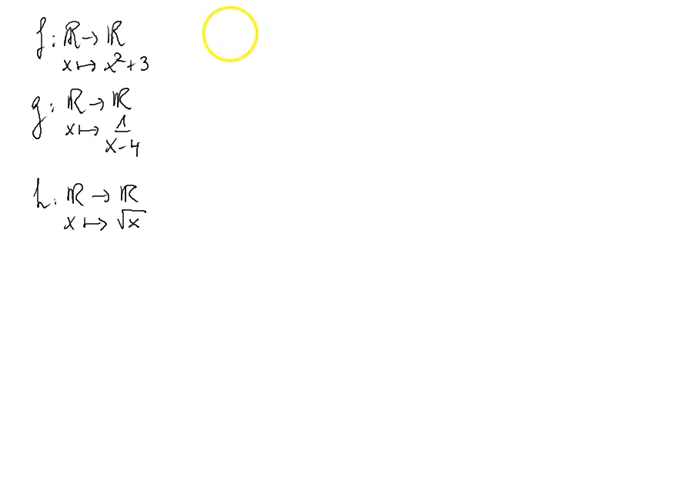 f: ℝ → ℝ
x ↦ x² + 3
g: ℝ → ℝ
x ↦ 1/(x-4)
h: ℝ → ℝ
x ↦ √x